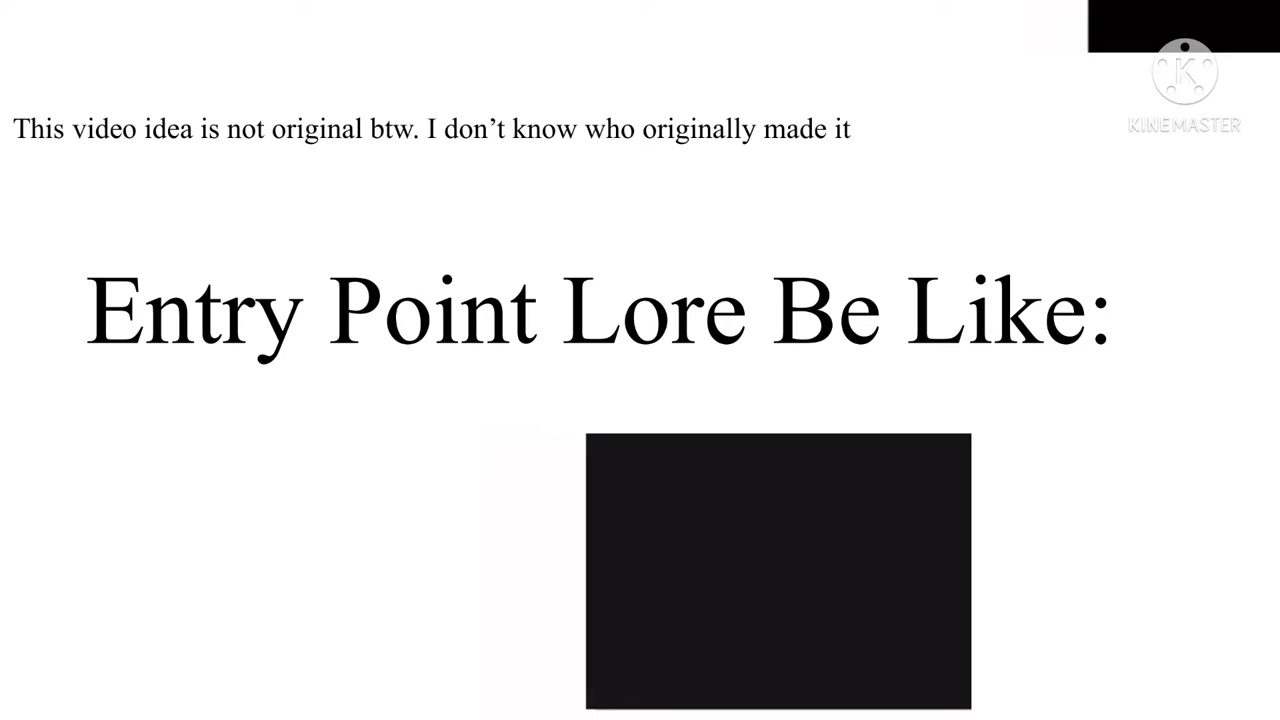 This video idea is not original btw. I don’t know who originally made it
K
KINEMASTER
Entry Point Lore Be Like: